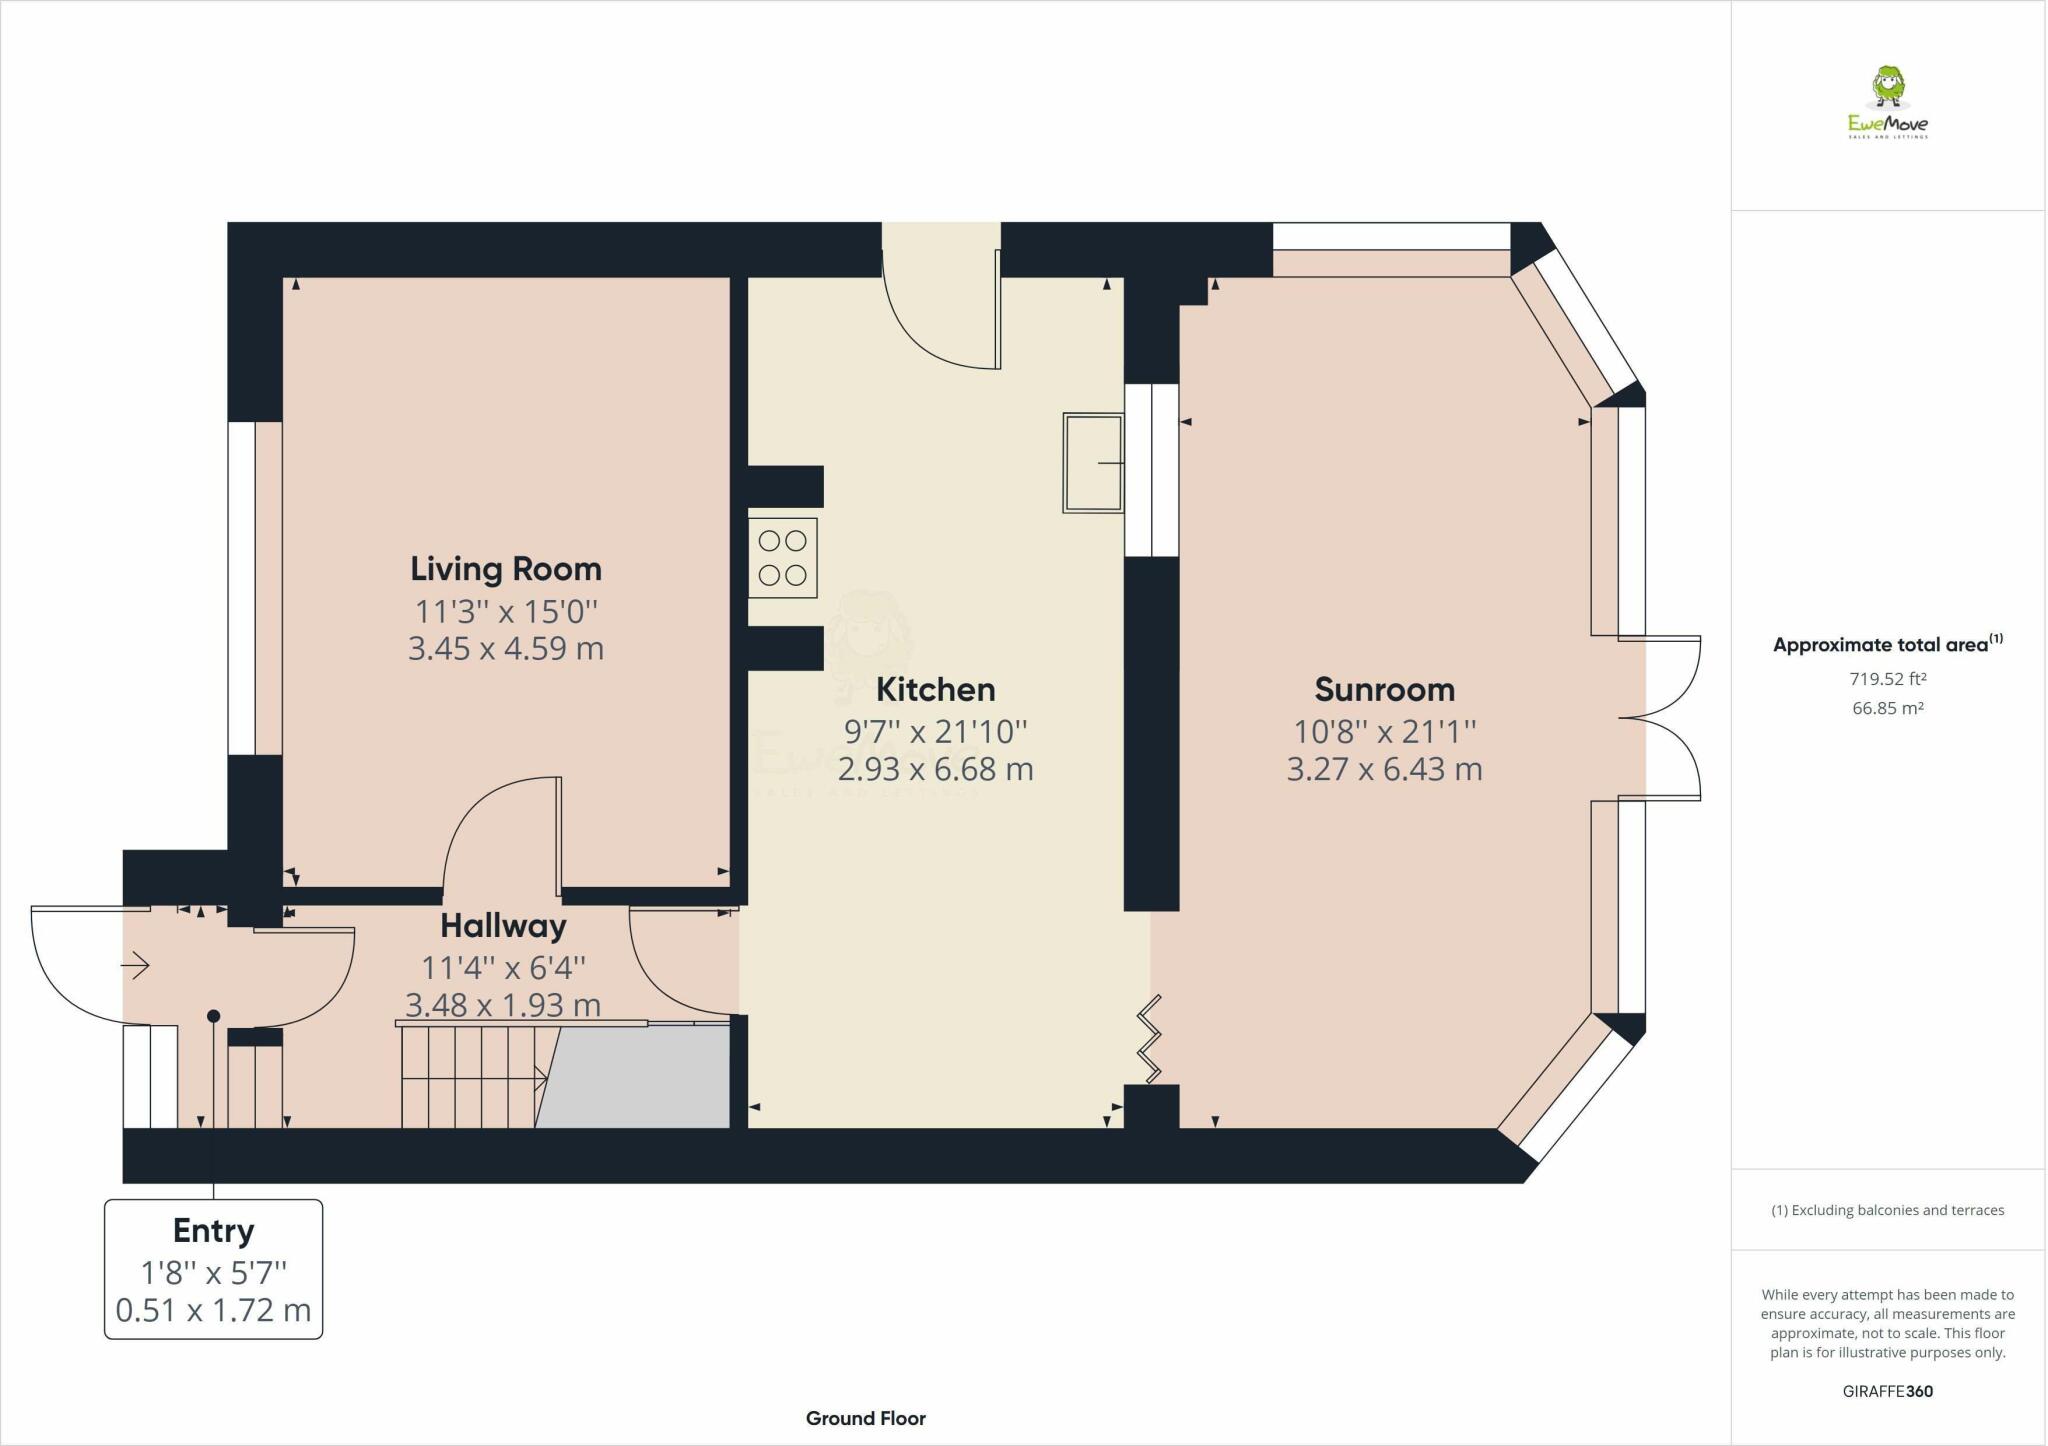 EweMove
SALES AND LETTINGS
Living Room
11'3'' x 15'0''
3.45 x 4.59 m
Kitchen
9'7'' x 21'10''
2.93 x 6.68 m
EweMove
SALES AND LETTINGS
Sunroom
10'8'' x 21'1''
3.27 x 6.43 m
Approximate total area(1)
719.52 ft²
66.85 m²
Hallway
11'4'' x 6'4''
3.48 x 1.93 m
Entry
1'8'' x 5'7''
0.51 x 1.72 m
(1) Excluding balconies and terraces
While every attempt has been made to
ensure accuracy, all measurements are
approximate, not to scale. This floor
plan is for illustrative purposes only.
GIRAFFE360
Ground Floor